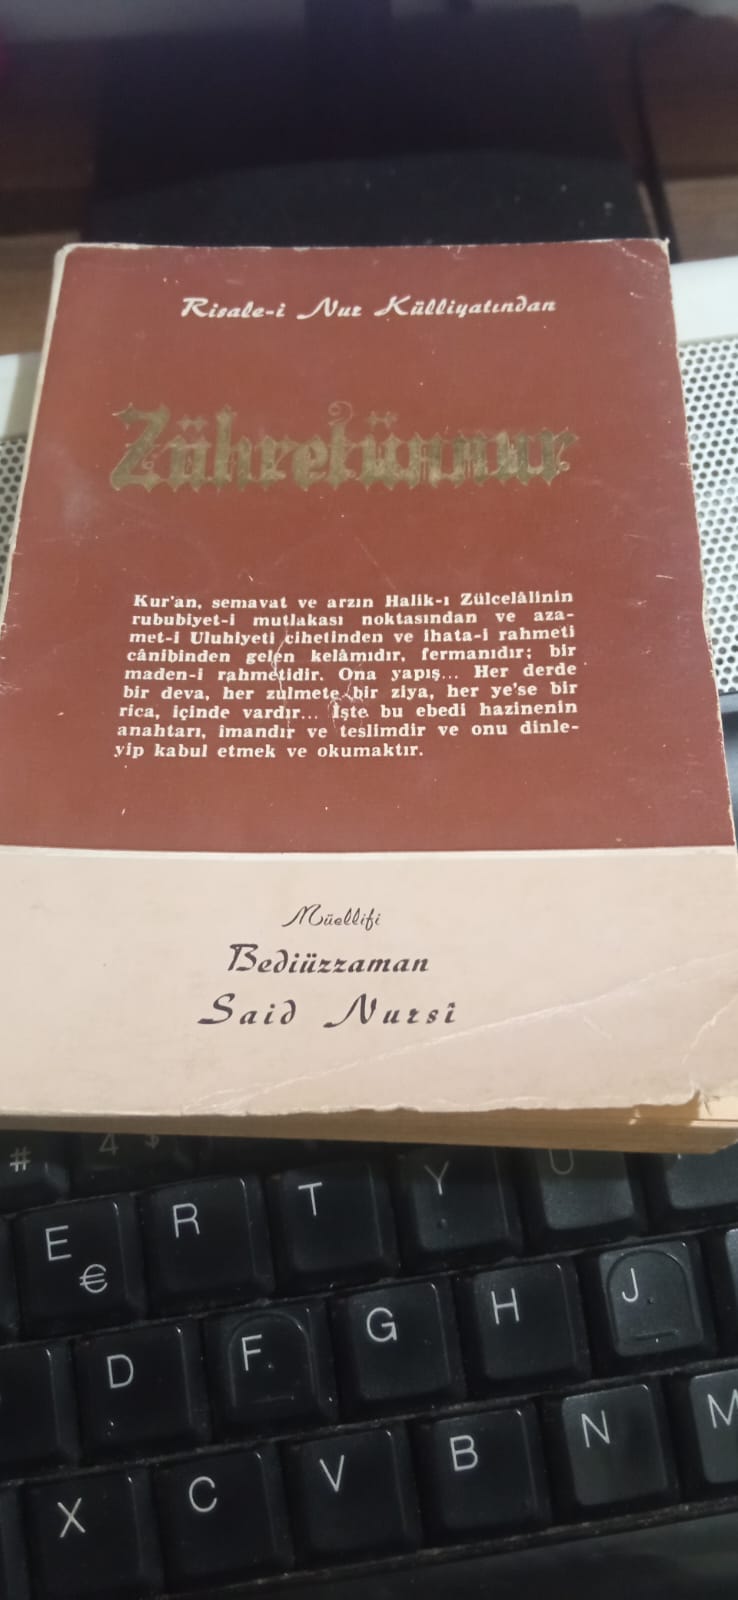 Risale-i Nur Külliyatından
Zühretünnur
Kur'an, semavat ve arzın Halik-ı Zülcelâlinin
rububiyet-i mutlakası noktasından ve aza-
met-i Uluhiyeti cihetinden ve ihata-i rahmeti
cânibinden gelen kelâmıdır, fermanıdır; bir
maden-i rahmetidir. Ona yapış... Her derde
bir deva, her zulmete bir ziya, her ye'se bir
rica, içinde vardır... İşte bu ebedi hazinenin
anahtarı, imandır ve teslimdir ve onu dinle-
yip kabul etmek ve okumaktır.
Müellifi
Bediüzzaman
Said Nursî
# 4 $
E € R T Y U
D F G H J
X C V B N M